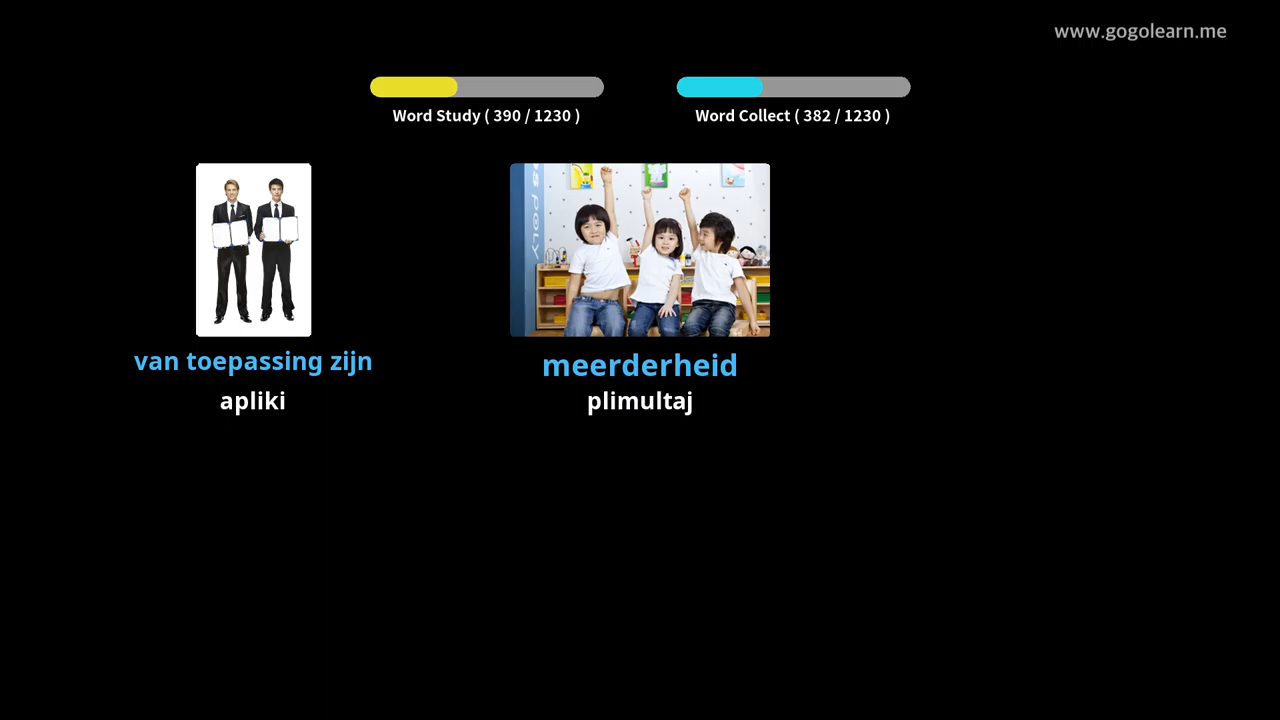 www.gogolearn.me
Word Study ( 390 / 1230 )
Word Collect ( 382 / 1230 )
van toepassing zijn
apliki
meerderheid
plimultaj